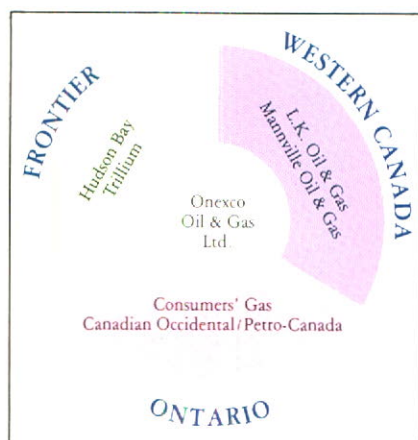 FRONTIER
WESTERN CANADA
Hudson Bay
Trillium
L.K. Oil & Gas
Mannville Oil & Gas
Onexco
Oil & Gas
Ltd.
Consumers' Gas
Canadian Occidental/Petro-Canada
ONTARIO